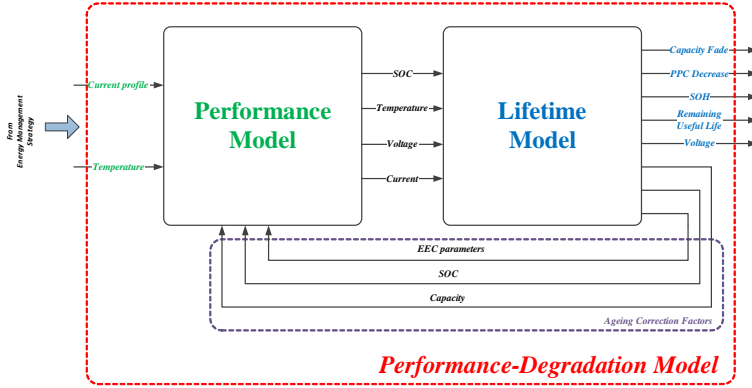 From
Energy Management
Strategy
Current profile
Temperature
Performance
Model
SOC
Temperature
Voltage
Current
Lifetime
Model
Capacity Fade
PPC Decrease
SOH
Remaining
Useful Life
Voltage
EEC parameters
SOC
Capacity
Ageing Correction Factors
Performance-Degradation Model